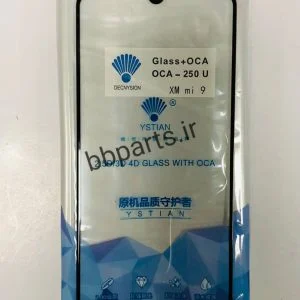 Glass+OCA
OCA-250 U
DECNYSION
XM mi 9
®
YSTIAN
bbparts.ir
4D GLASS WITH OCA
原机品质守护者
YSTIAN